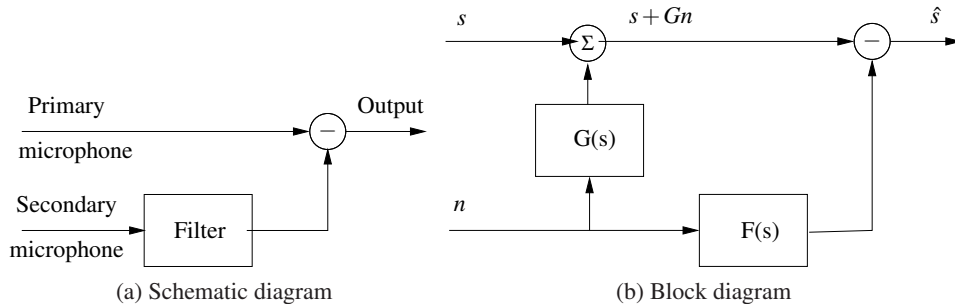 Primary
microphone
Output
−
Secondary
microphone
Filter
(a) Schematic diagram
s
Σ
s + Gn
−
ŝ
G(s)
n
F(s)
(b) Block diagram